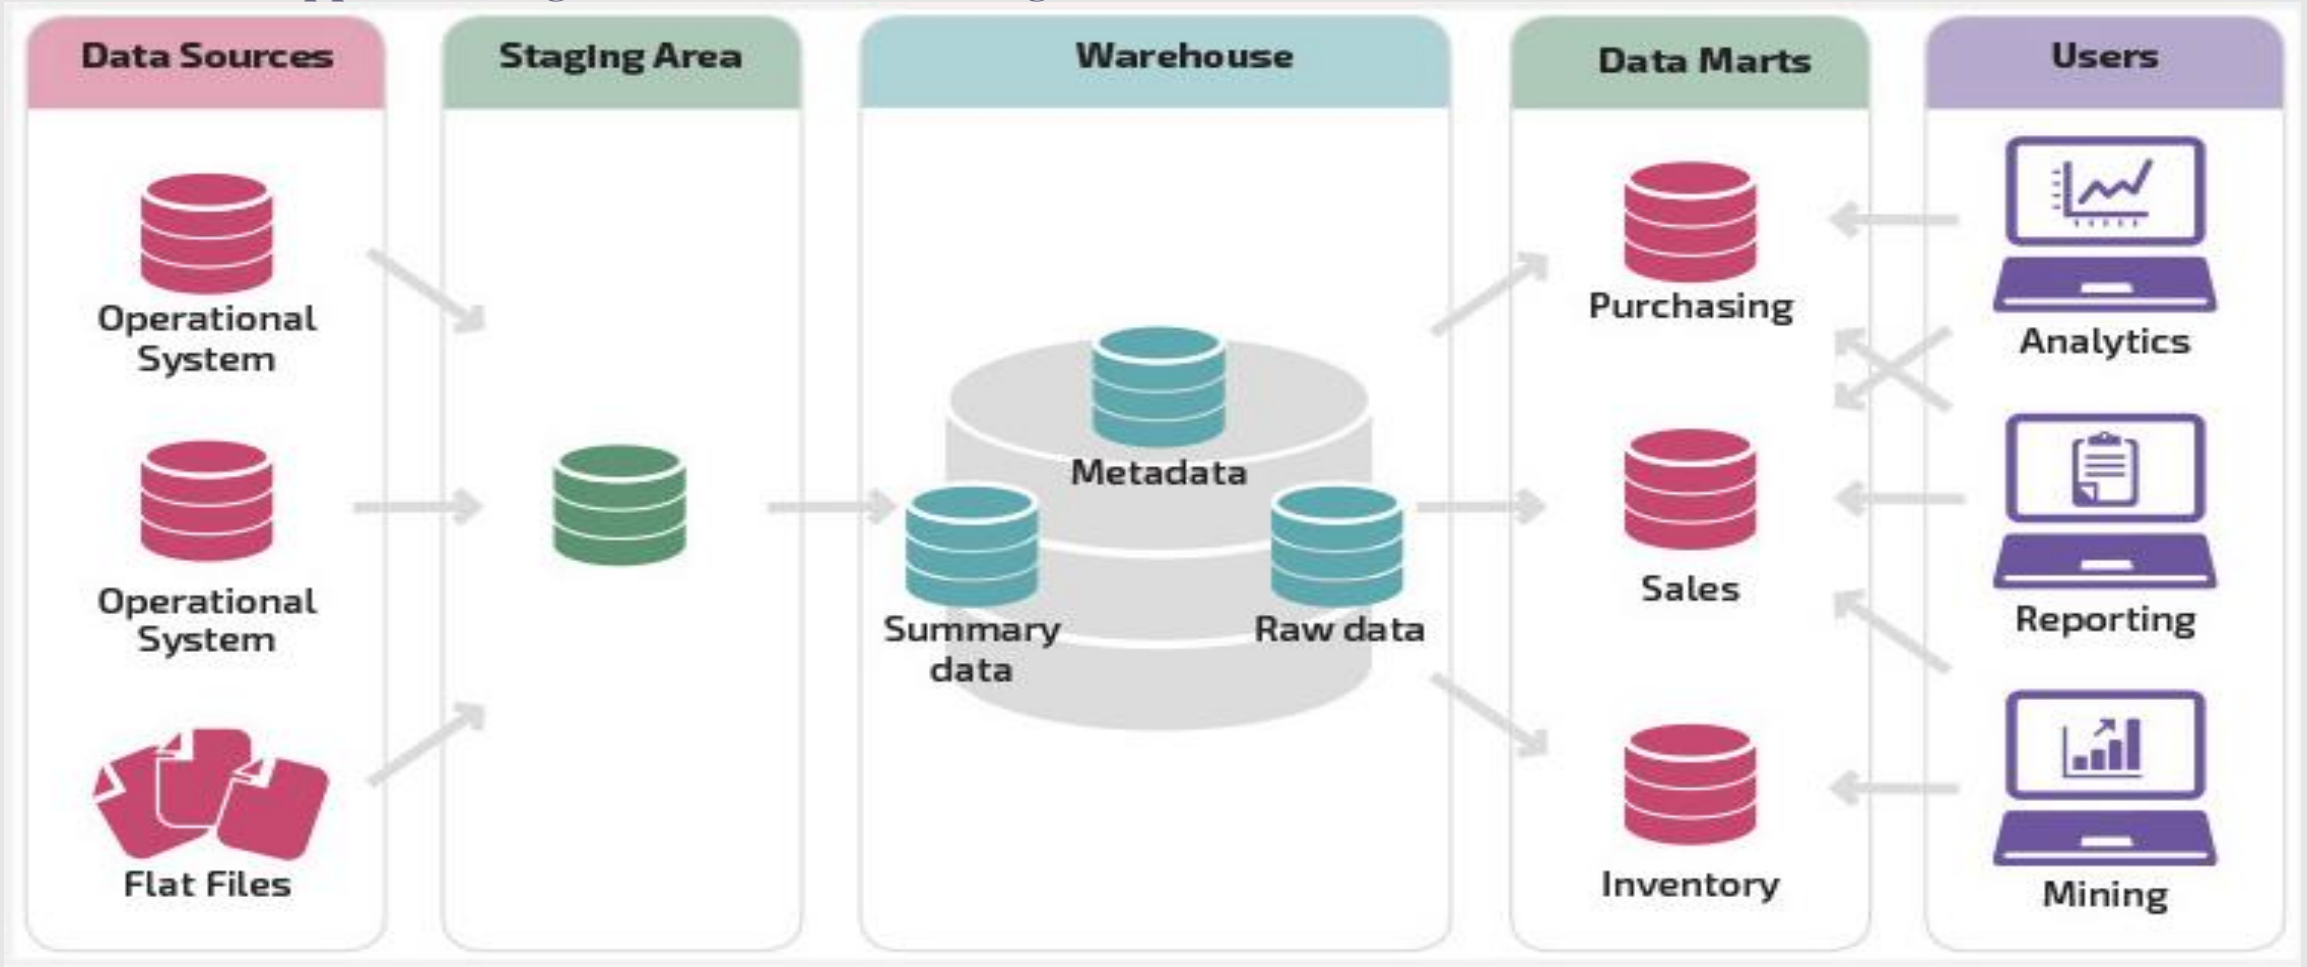 Data Sources
Operational
System
Operational
System
Flat Files
Staging Area
Warehouse
Metadata
Summary
data
Raw data
Data Marts
Purchasing
Sales
Inventory
Users
Analytics
Reporting
Mining